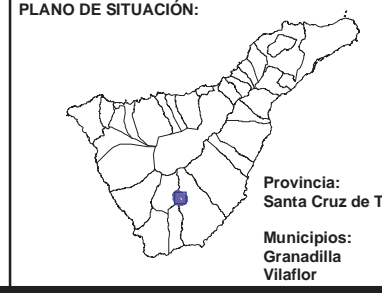 PLANO DE SITUACIÓN:
Provincia:
Santa Cruz de T
Municipios:
Granadilla
Vilaflor